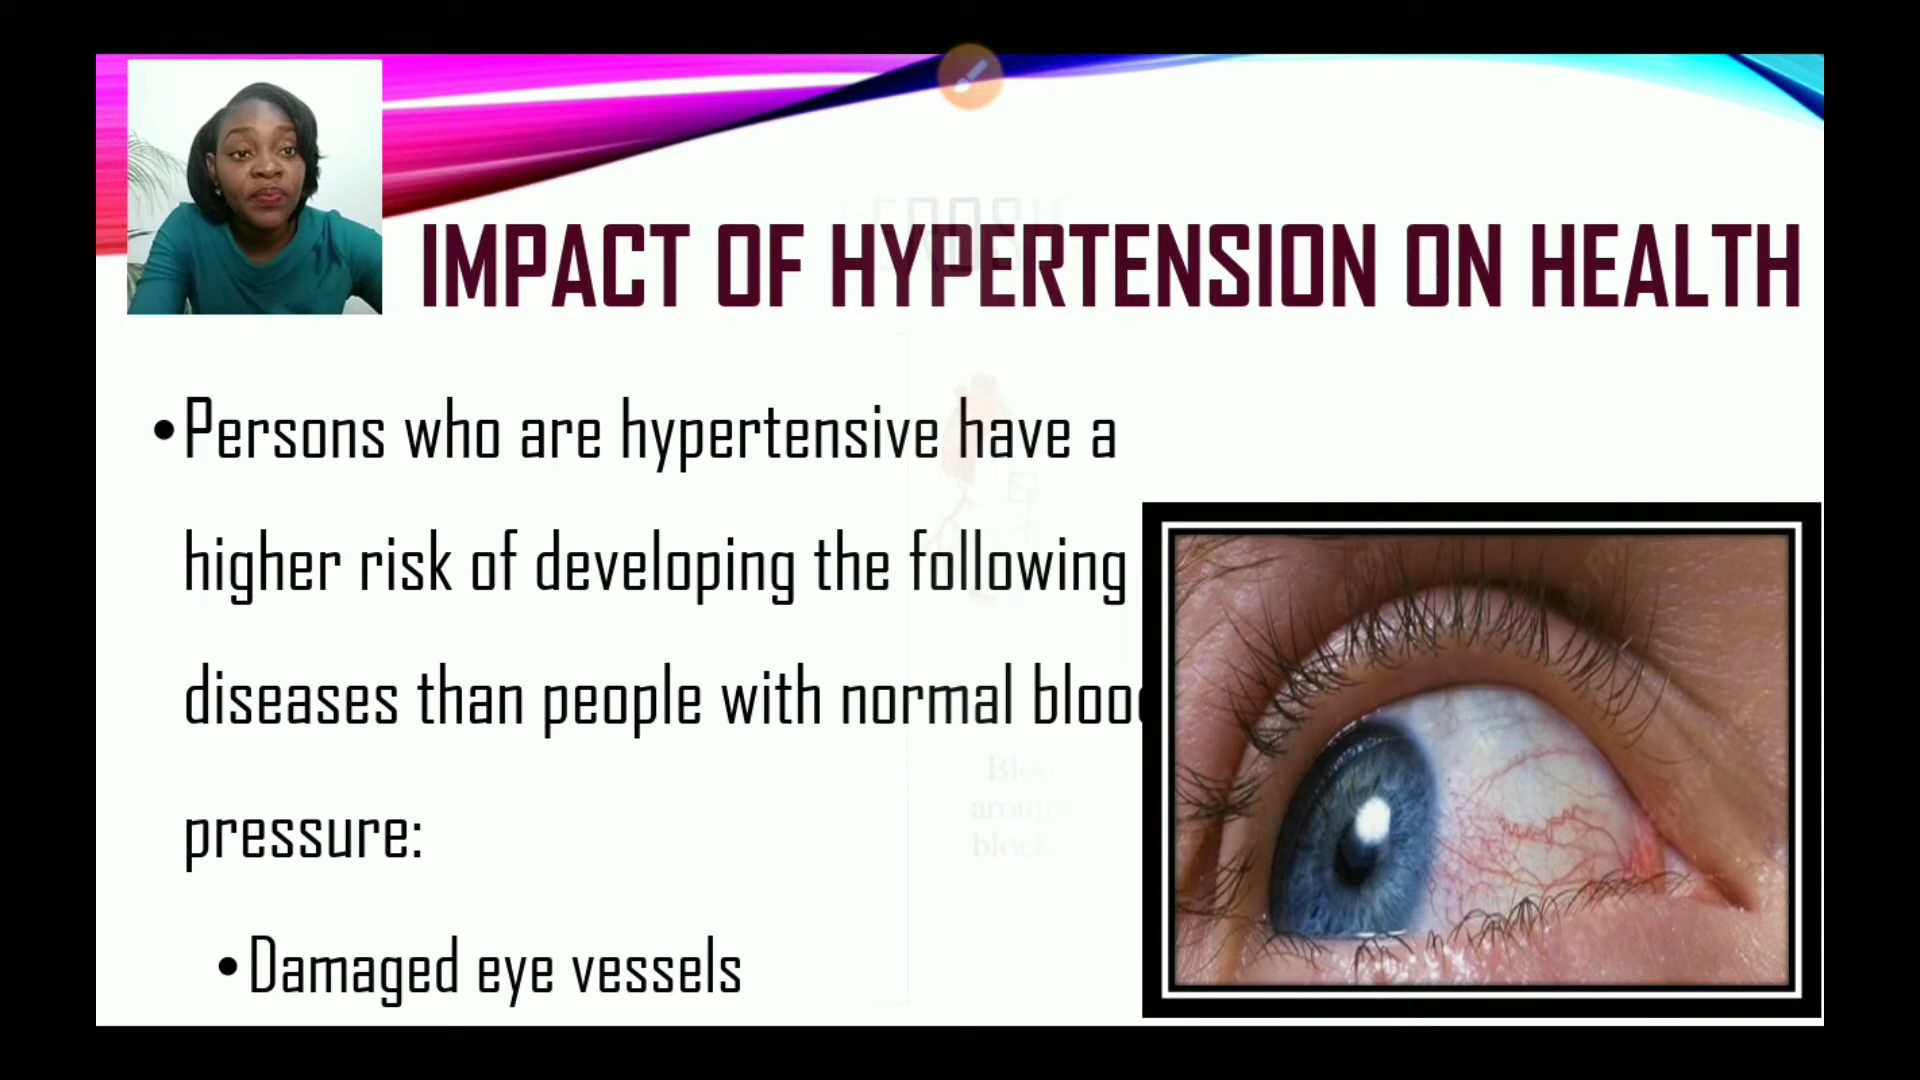 IMPACT OF HYPERTENSION ON HEALTH
•Persons who are hypertensive have a
higher risk of developing the following
diseases than people with normal blood
pressure:
•Damaged eye vessels